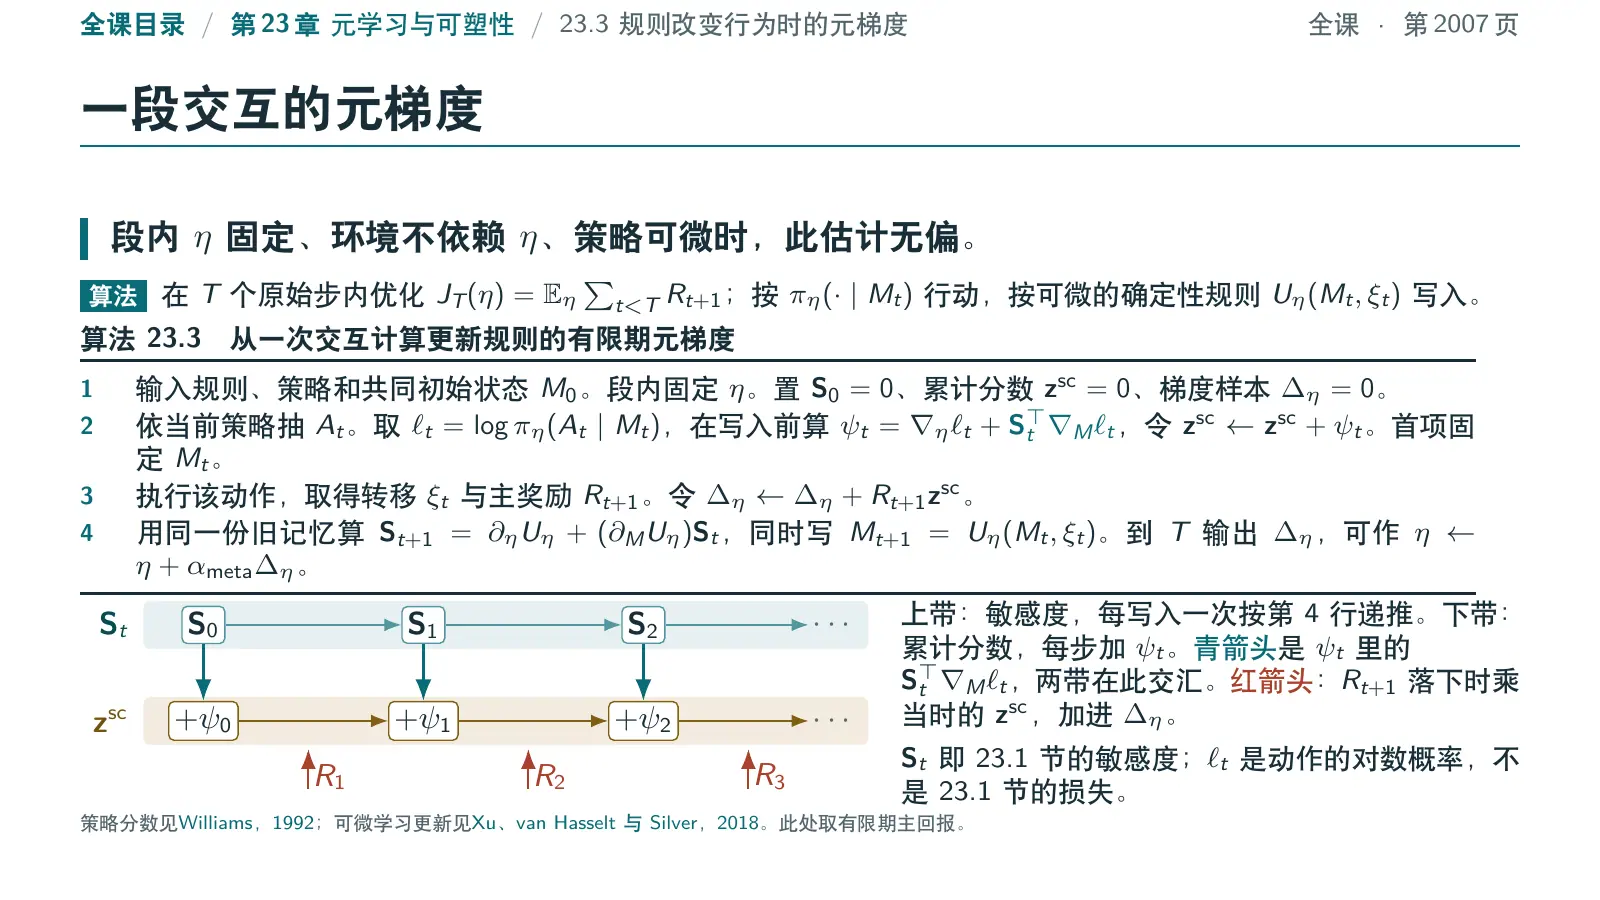 全课目录 / 第 23 章 元学习与可塑性 / 23.3 规则改变行为时的元梯度
全课 · 第 2007 页
一段交互的元梯度
段内 η 固定、环境不依赖 η、策略可微时，此估计无偏。
算法 在 T 个原始步内优化 J_T(η) = 𝔼_η ∑_{t<T} R_{t+1}；按 π_η(· | M_t) 行动，按可微的确定性规则 U_η(M_t, ξ_t) 写入。
算法 23.3 从一次交互计算更新规则的有限期元梯度
1 输入规则、策略和共同初始状态 M_0。段内固定 η。置 S_0 = 0、累计分数 z^{sc} = 0、梯度样本 Δ_η = 0。
2 依当前策略抽 A_t。取 ℓ_t = log π_η(A_t | M_t)，在写入前算 ψ_t = ∇_η ℓ_t + S_t^⊤ ∇_M ℓ_t，令 z^{sc} ← z^{sc} + ψ_t。首项固
定 M_t。
3 执行该动作，取得转移 ξ_t 与主奖励 R_{t+1}。令 Δ_η ← Δ_η + R_{t+1} z^{sc}。
4 用同一份旧记忆算 S_{t+1} = ∂_η U_η + (∂_M U_η)S_t，同时写 M_{t+1} = U_η(M_t, ξ_t)。到 T 输出 Δ_η，可作 η ←
η + α_{meta} Δ_η。
S_t S_0 S_1 S_2 ···
z^{sc} +ψ_0 +ψ_1 +ψ_2 ···
R_1 R_2 R_3
上带：敏感度，每写入一次按第 4 行递推。下带：
累计分数，每步加 ψ_t。青箭头是 ψ_t 里的
S_t^⊤ ∇_M ℓ_t，两带在此交汇。红箭头：R_{t+1} 落下时乘
当时的 z^{sc}，加进 Δ_η。
S_t 即 23.1 节的敏感度；ℓ_t 是动作的对数概率，不
是 23.1 节的损失。
策略分数见Williams，1992；可微学习更新见Xu、van Hasselt 与 Silver，2018。此处取有限期主回报。